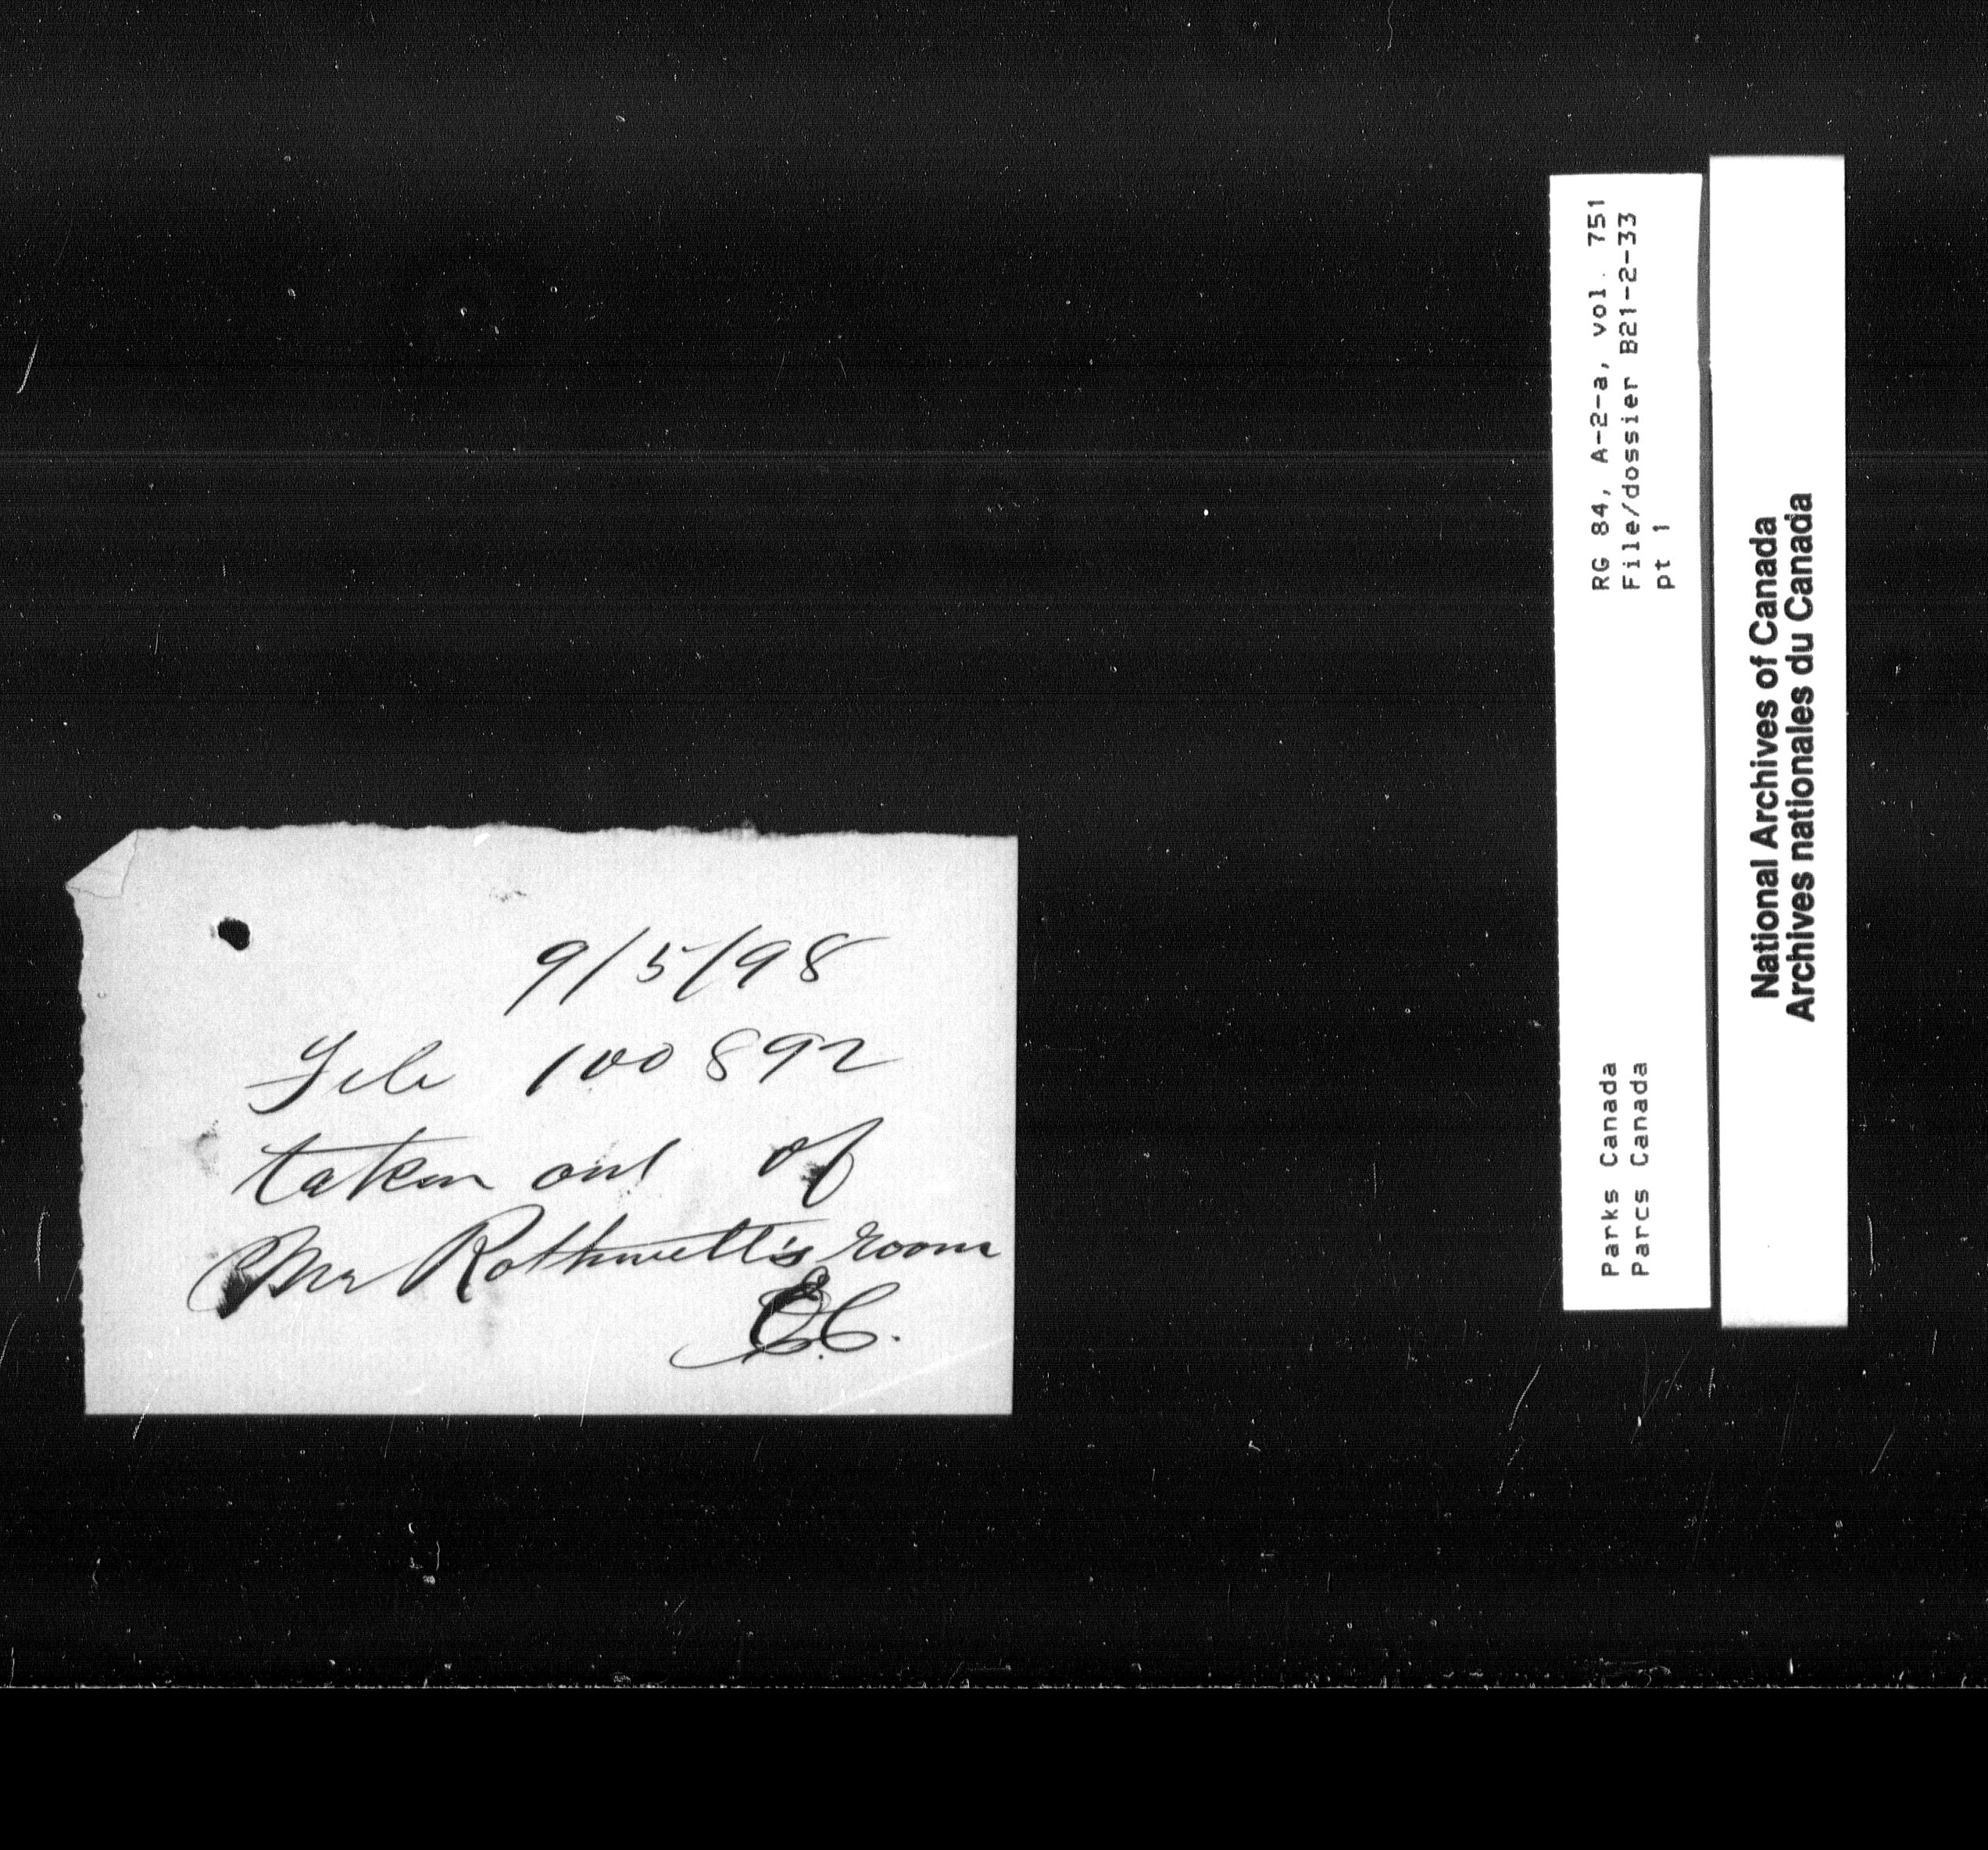 9/5/98
File 100892
taken out of
Mr Rothwell's room
E.C.
RG 84, A-2-a, vol. 751
File/dossier B21-2-33
pt 1
Parks Canada
Parcs Canada
National Archives of Canada
Archives nationales du Canada